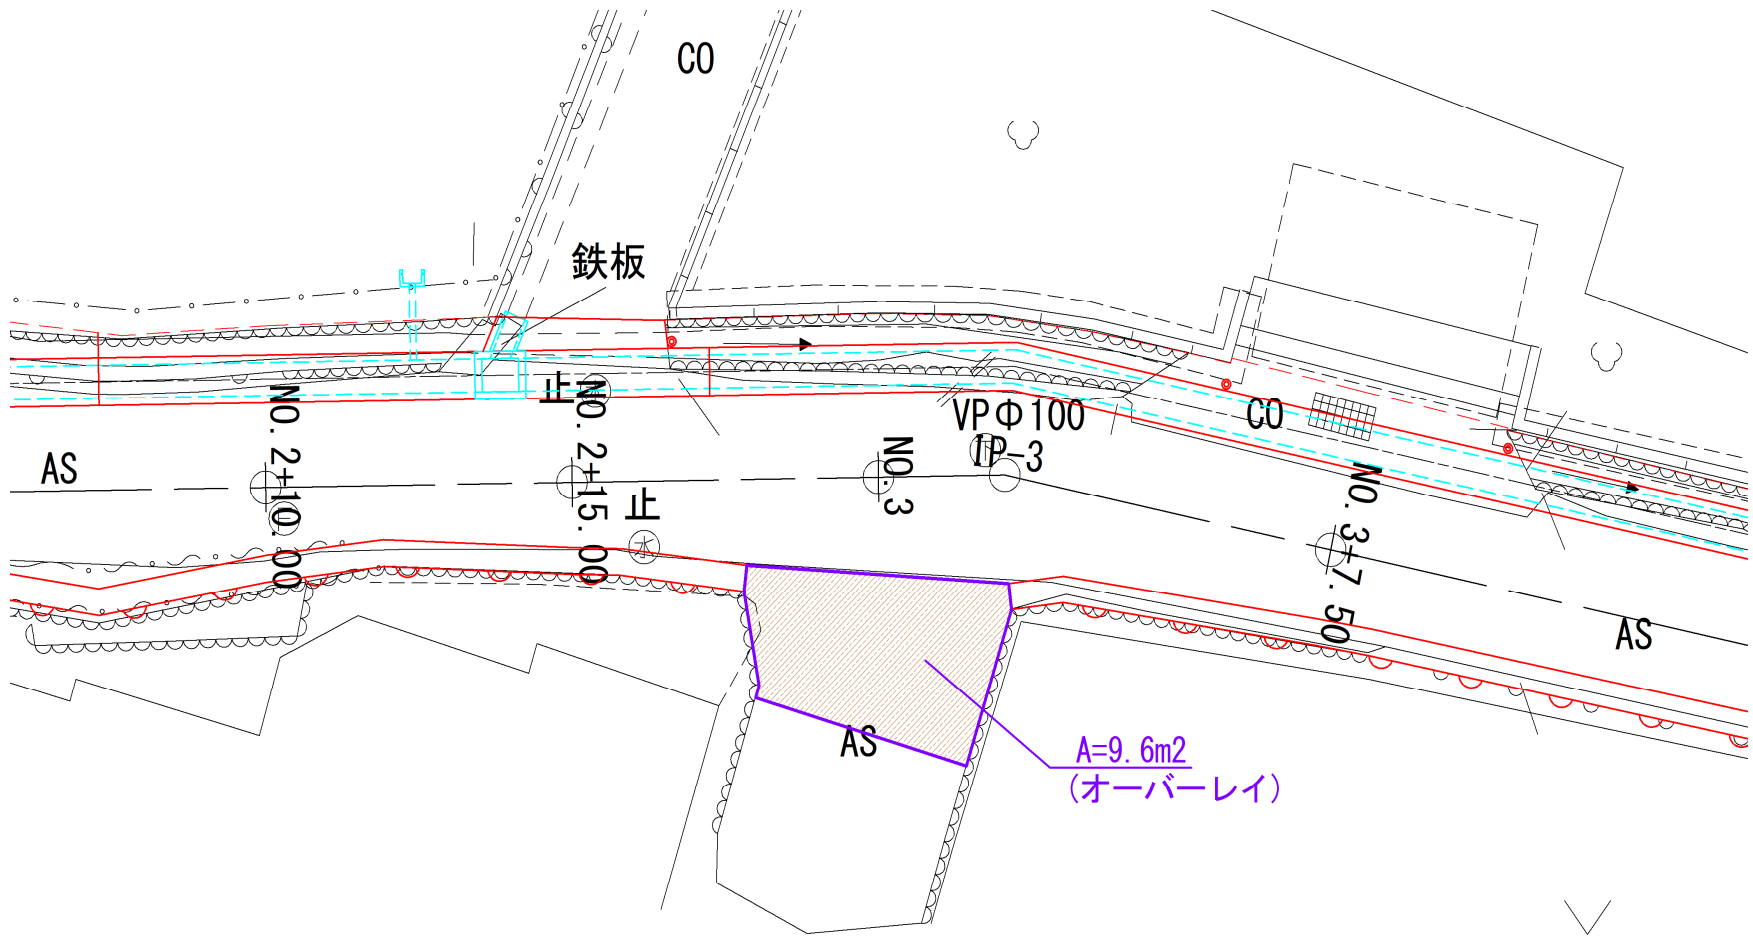 CO
鉄板
止
VPΦ100
CO
IP-3
AS
NO.2+10.00
NO.2+15.00
NO.3
NO.3+7.50
止
水
AS
AS
A=9.6m2
(オーバーレイ)